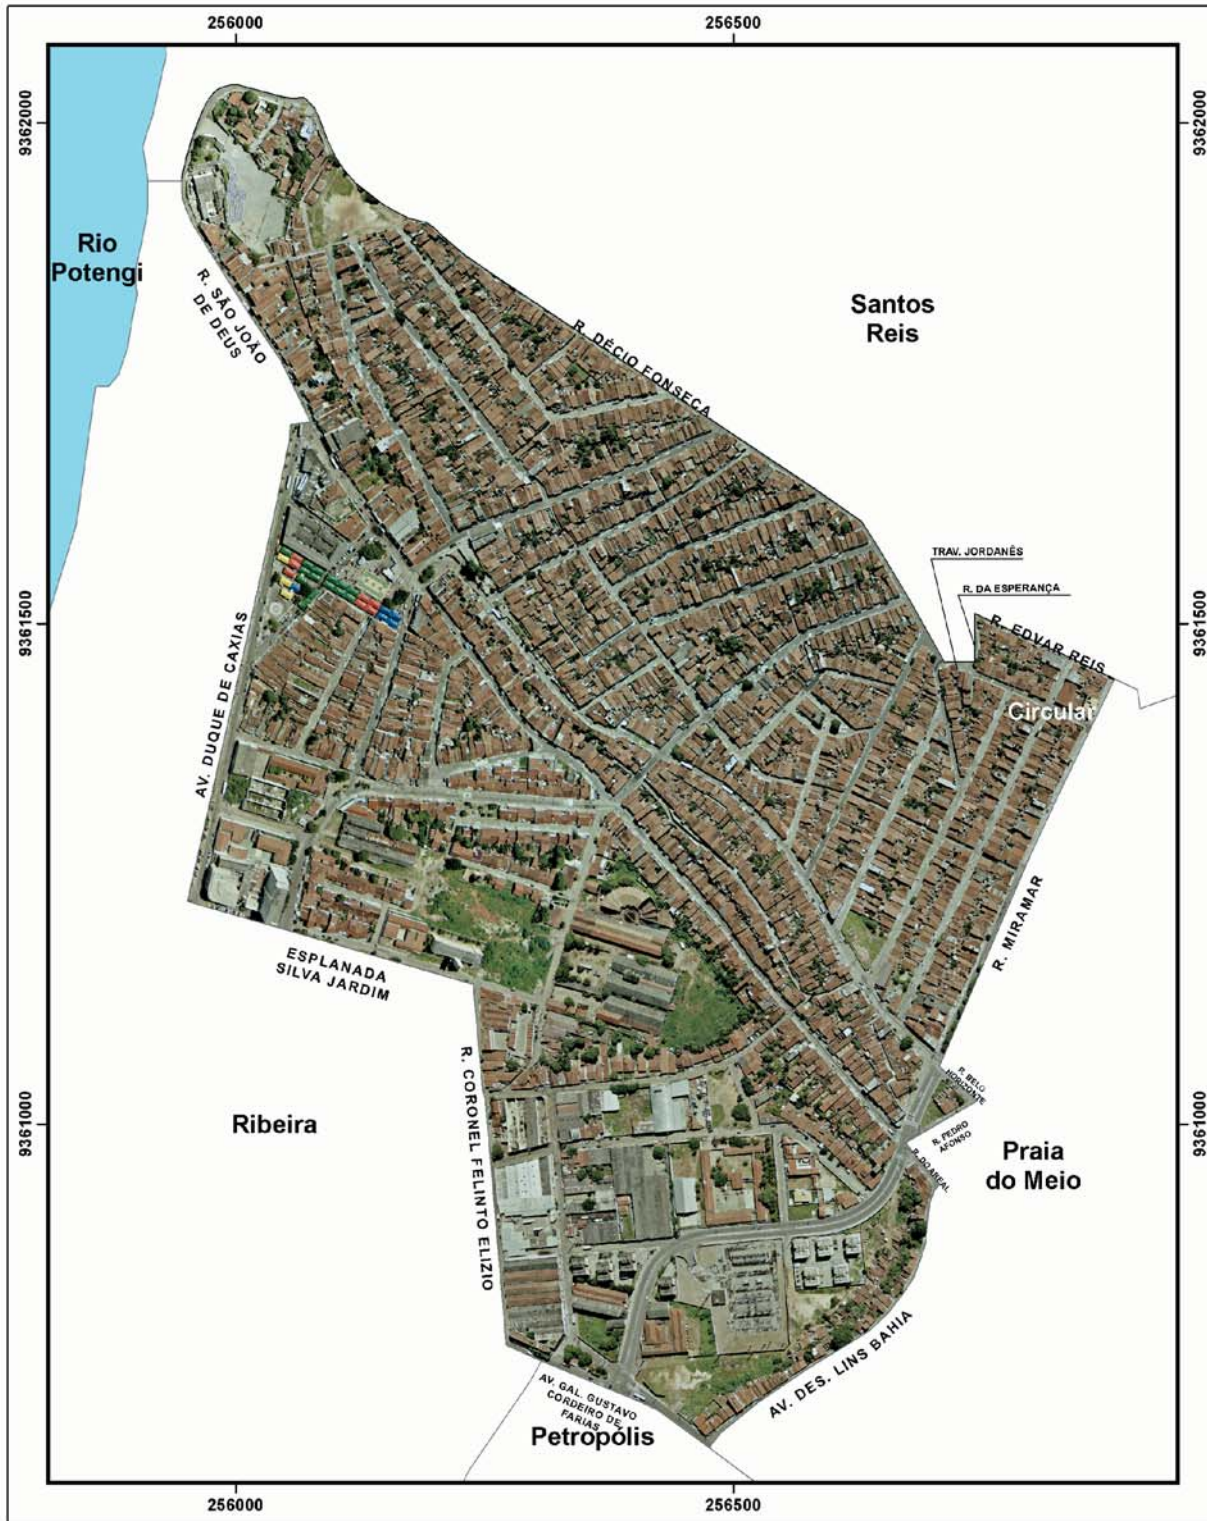 256000
256500
9362000
9362000
Rio
Potengi
R. SÃO JOÃO
DE DEUS
Santos
Reis
R. DÉCIO FONSECA
TRAV. JORDANÊS
R. DA ESPERANÇA
9361500
R. EDVAR REIS
9361500
AV. DUQUE DE CAXIAS
Circular
R. MIRAMAR
ESPLANADA
SILVA JARDIM
R. CORONEL FELINTO ELIZIO
R. BELO
HORIZONTE
9361000
Ribeira
R. PEDRO
AFONSO
9361000
R. DO AREAL
Praia
do Meio
AV. DES. LINS BAHIA
AV. GAL. GUSTAVO
CORDEIRO DE
FARIAS
Petropólis
256000
256500